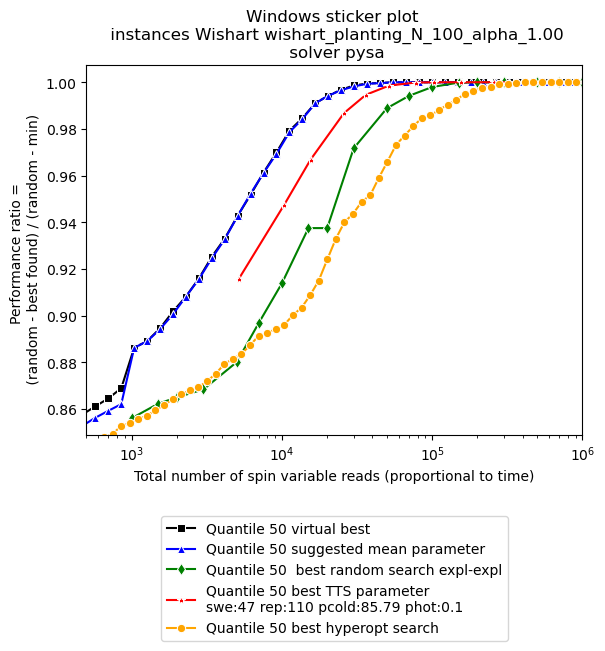 Windows sticker plot
instances Wishart wishart_planting_N_100_alpha_1.00
solver pysa
Performance ratio =
(random - best found) / (random - min)
1.00
0.98
0.96
0.94
0.92
0.90
0.88
0.86
10³
10⁴
10⁵
10⁶
Total number of spin variable reads (proportional to time)
Quantile 50 virtual best
Quantile 50 suggested mean parameter
Quantile 50  best random search expl-expl
Quantile 50 best TTS parameter
swe:47 rep:110 pcold:85.79 phot:0.1
Quantile 50 best hyperopt search